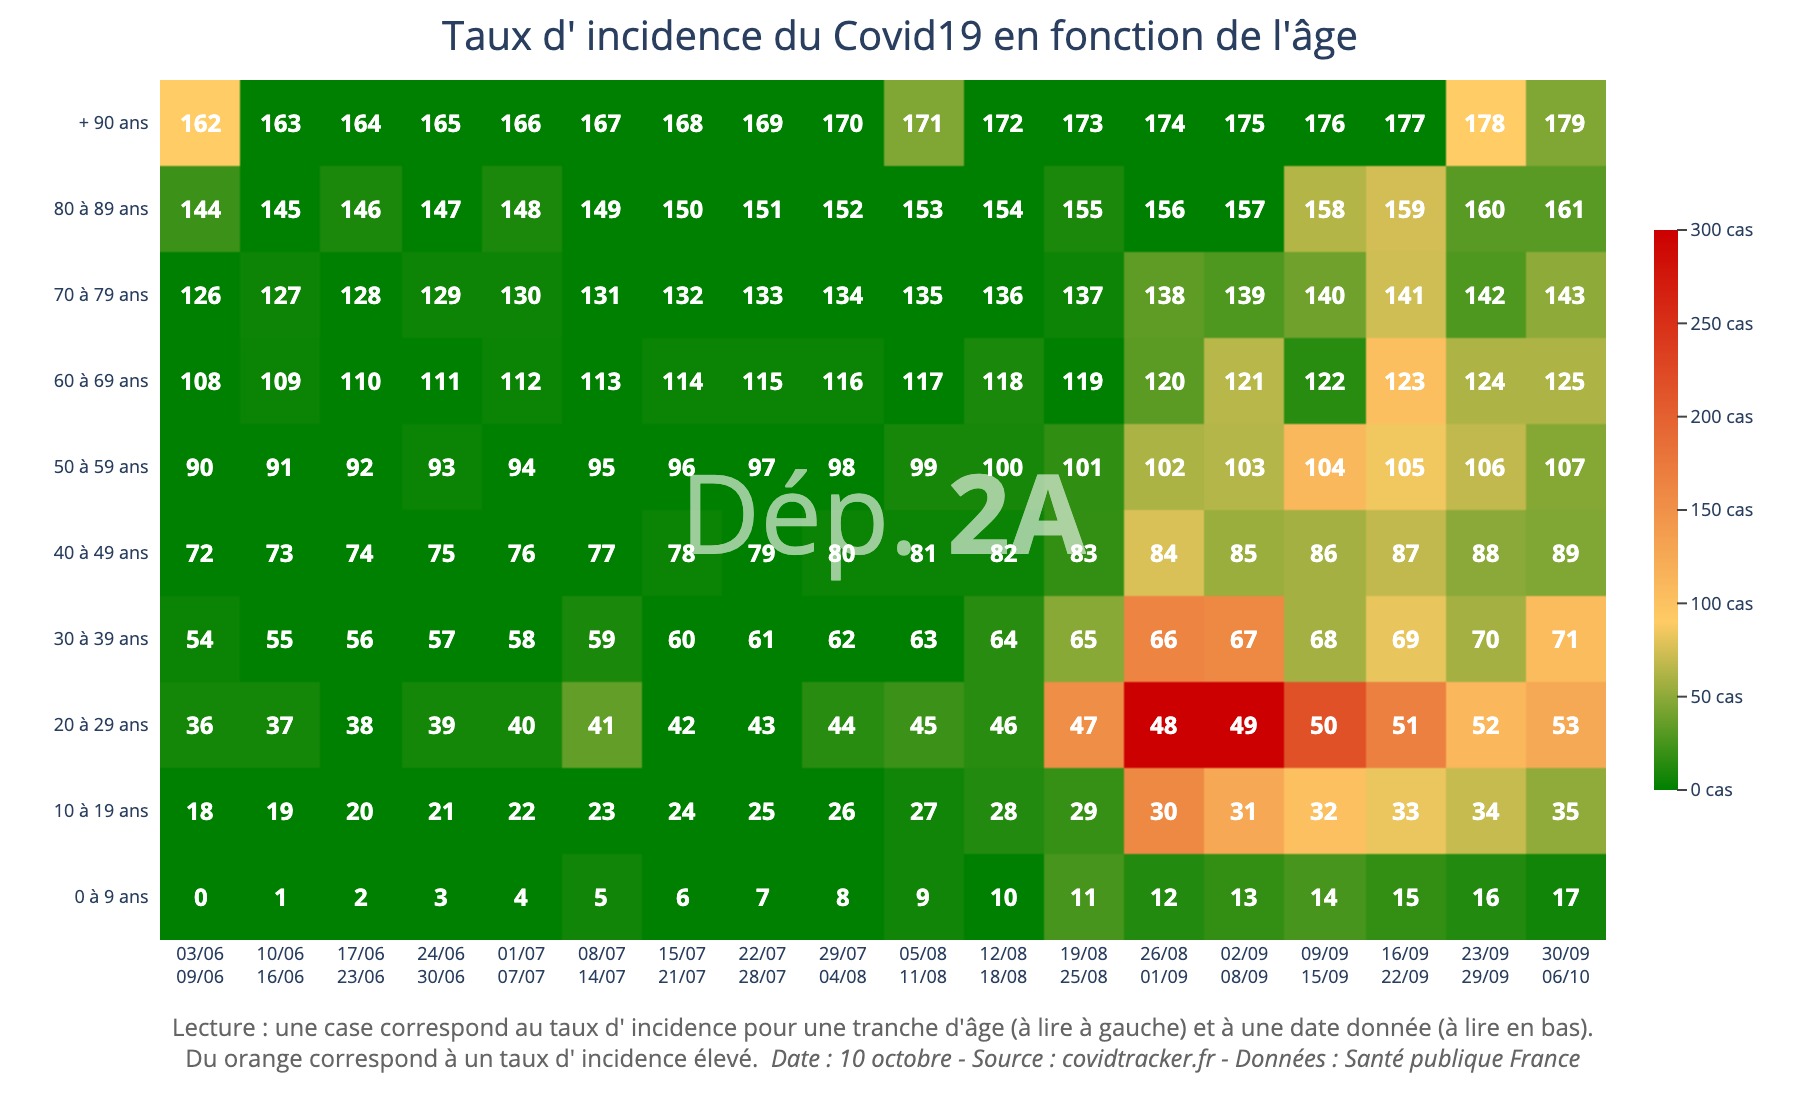 Taux d' incidence du Covid19 en fonction de l'âge
+ 90 ans 162 163 164 165 166 167 168 169 170 171 172 173 174 175 176 177 178 179
80 à 89 ans 144 145 146 147 148 149 150 151 152 153 154 155 156 157 158 159 160 161
70 à 79 ans 126 127 128 129 130 131 132 133 134 135 136 137 138 139 140 141 142 143
60 à 69 ans 108 109 110 111 112 113 114 115 116 117 118 119 120 121 122 123 124 125
50 à 59 ans 90 91 92 93 94 95 96 97 98 99 100 101 102 103 104 105 106 107
Dép. 2A
40 à 49 ans 72 73 74 75 76 77 78 79 80 81 82 83 84 85 86 87 88 89
30 à 39 ans 54 55 56 57 58 59 60 61 62 63 64 65 66 67 68 69 70 71
20 à 29 ans 36 37 38 39 40 41 42 43 44 45 46 47 48 49 50 51 52 53
10 à 19 ans 18 19 20 21 22 23 24 25 26 27 28 29 30 31 32 33 34 35
0 à 9 ans 0 1 2 3 4 5 6 7 8 9 10 11 12 13 14 15 16 17
03/06 10/06 17/06 24/06 01/07 08/07 15/07 22/07 29/07 05/08 12/08 19/08 26/08 02/09 09/09 16/09 23/09 30/09
09/06 16/06 23/06 30/06 07/07 14/07 21/07 28/07 04/08 11/08 18/08 25/08 01/09 08/09 15/09 22/09 29/09 06/10
300 cas
250 cas
200 cas
150 cas
100 cas
50 cas
0 cas
Lecture : une case correspond au taux d' incidence pour une tranche d'âge (à lire à gauche) et à une date donnée (à lire en bas).
Du orange correspond à un taux d' incidence élevé. Date : 10 octobre - Source : covidtracker.fr - Données : Santé publique France